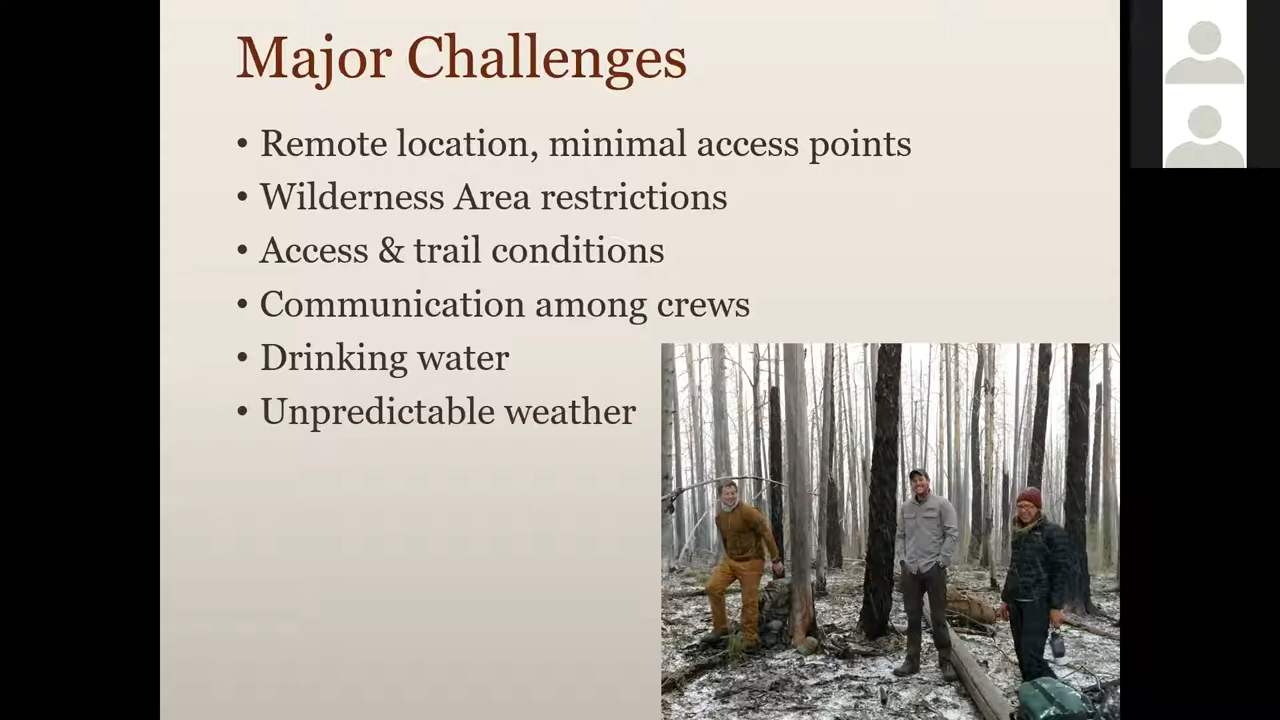 Major Challenges
• Remote location, minimal access points
• Wilderness Area restrictions
• Access & trail conditions
• Communication among crews
• Drinking water
• Unpredictable weather